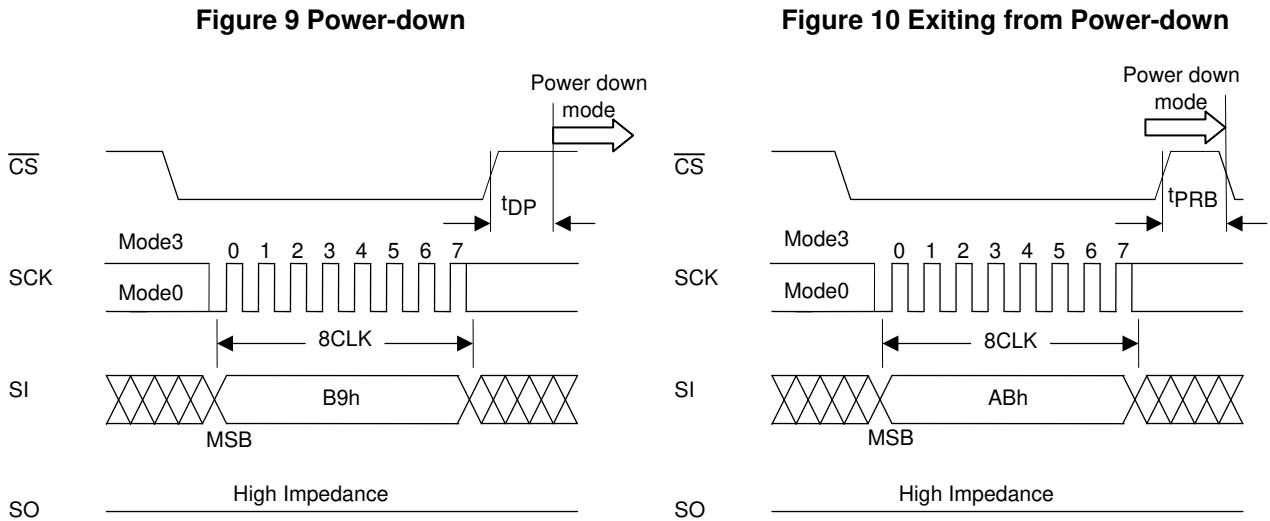 Figure 9 Power-down
Power down
mode
CS
tDP
Mode3
0 1 2 3 4 5 6 7
SCK
Mode0
8CLK
SI
B9h
MSB
High Impedance
SO
Figure 10 Exiting from Power-down
Power down
mode
CS
tPRB
Mode3
0 1 2 3 4 5 6 7
SCK
Mode0
8CLK
SI
ABh
MSB
High Impedance
SO